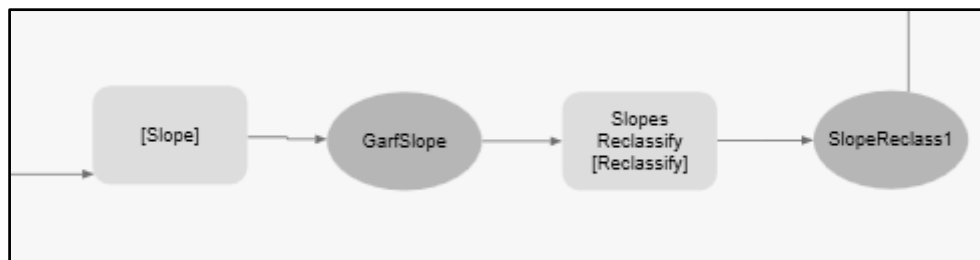 [Slope]
GarfSlope
Slopes
Reclassify
[Reclassify]
SlopeReclass1